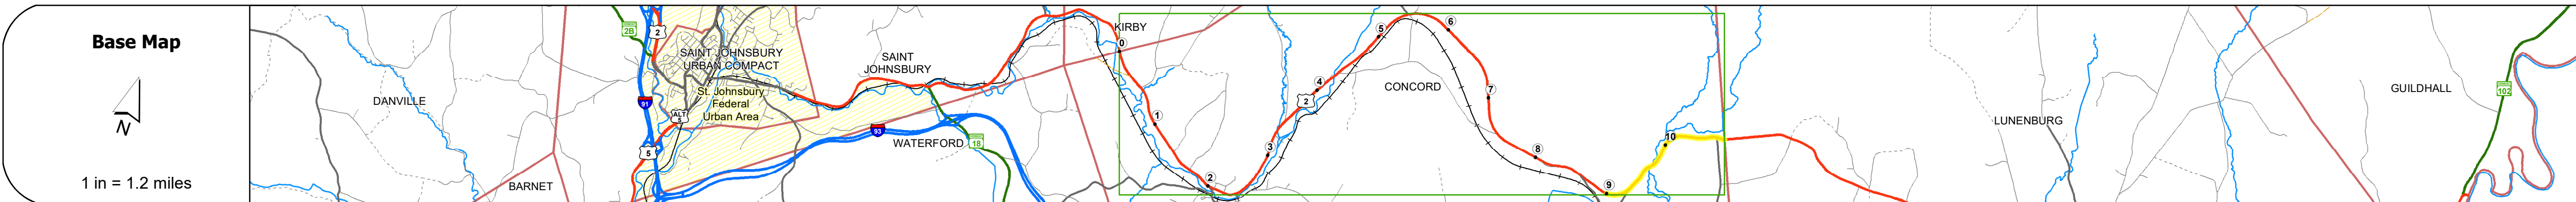 Base Map
N
1 in = 1.2 miles
DANVILLE
BARNET
2B
2
SAINT JOHNSBURY
URBAN COMPACT
91
St. Johnsbury
Federal
Urban Area
ALT
5
5
SAINT
JOHNSBURY
93
WATERFORD
18
KIRBY
0
1
2
3
2
4
5
6
CONCORD
7
8
9
10
LUNENBURG
GUILDHALL
102